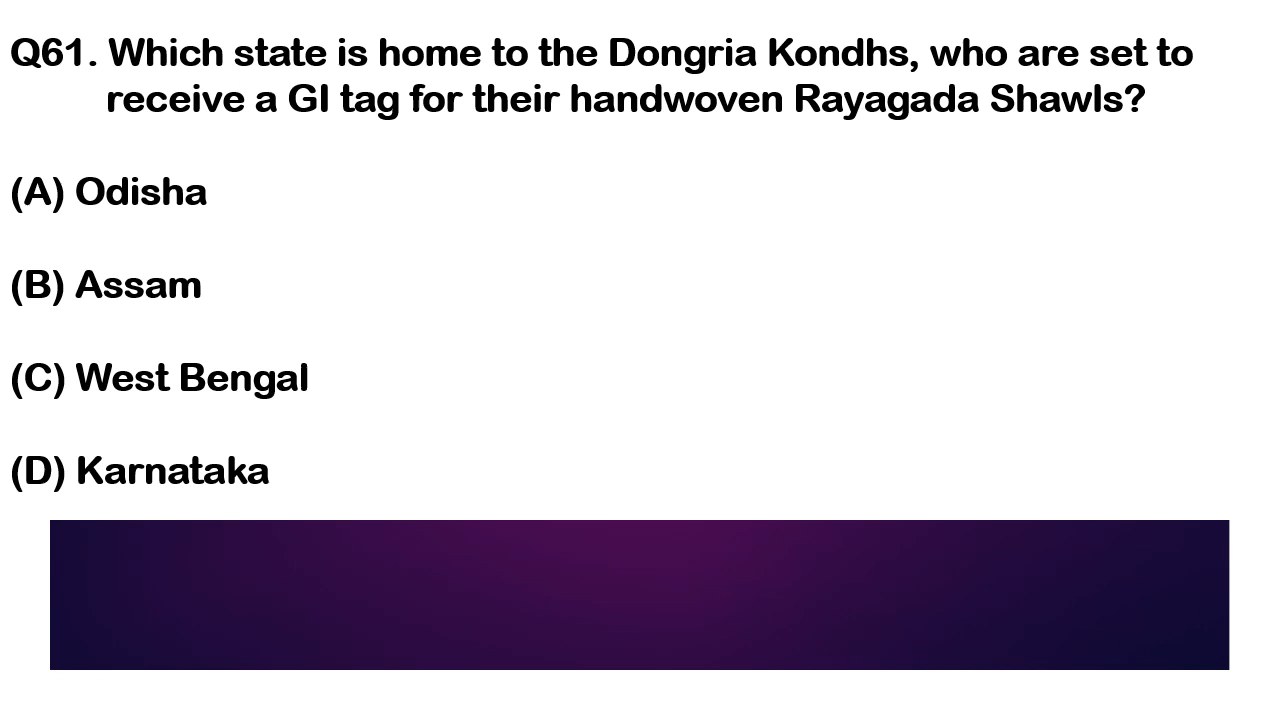 Q61. Which state is home to the Dongria Kondhs, who are set to
receive a GI tag for their handwoven Rayagada Shawls?
(A) Odisha
(B) Assam
(C) West Bengal
(D) Karnataka